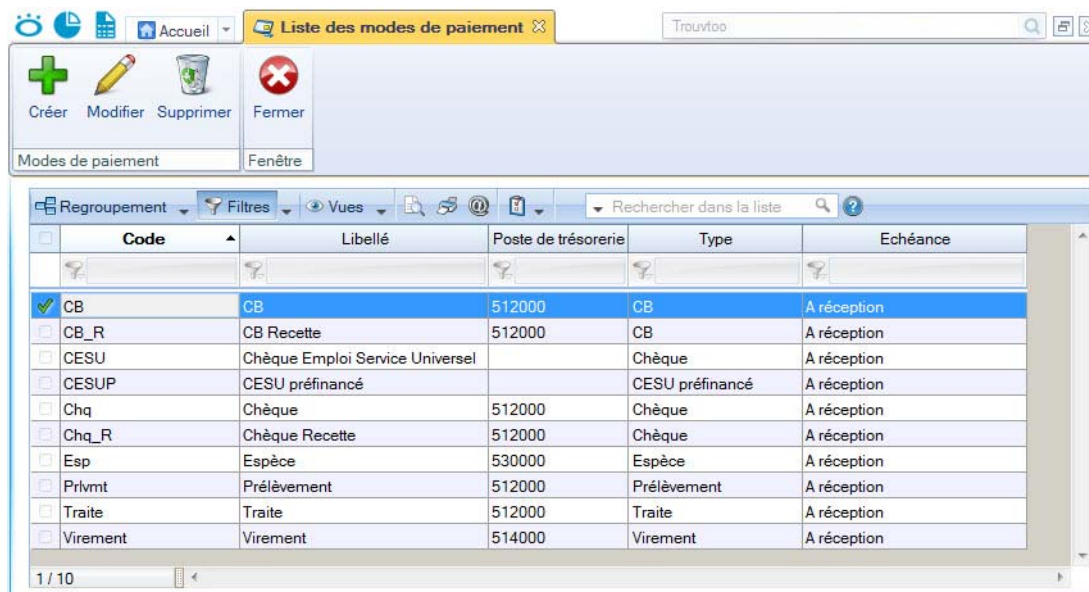 Accueil Liste des modes de paiement Trouvtoo
Créer Modifier Supprimer Fermer
Modes de paiement Fenêtre
Regroupement Filtres Vues Rechercher dans la liste
Code Libellé Poste de trésorerie Type Echéance
CB CB 512000 CB A réception
CB_R CB Recette 512000 CB A réception
CESU Chèque Emploi Service Universel Chèque A réception
CESUP CESU préfinancé CESU préfinancé A réception
Chq Chèque 512000 Chèque A réception
Chq_R Chèque Recette 512000 Chèque A réception
Esp Espèce 530000 Espèce A réception
Prlvmt Prélèvement 512000 Prélèvement A réception
Traite Traite 512000 Traite A réception
Virement Virement 514000 Virement A réception
1 / 10